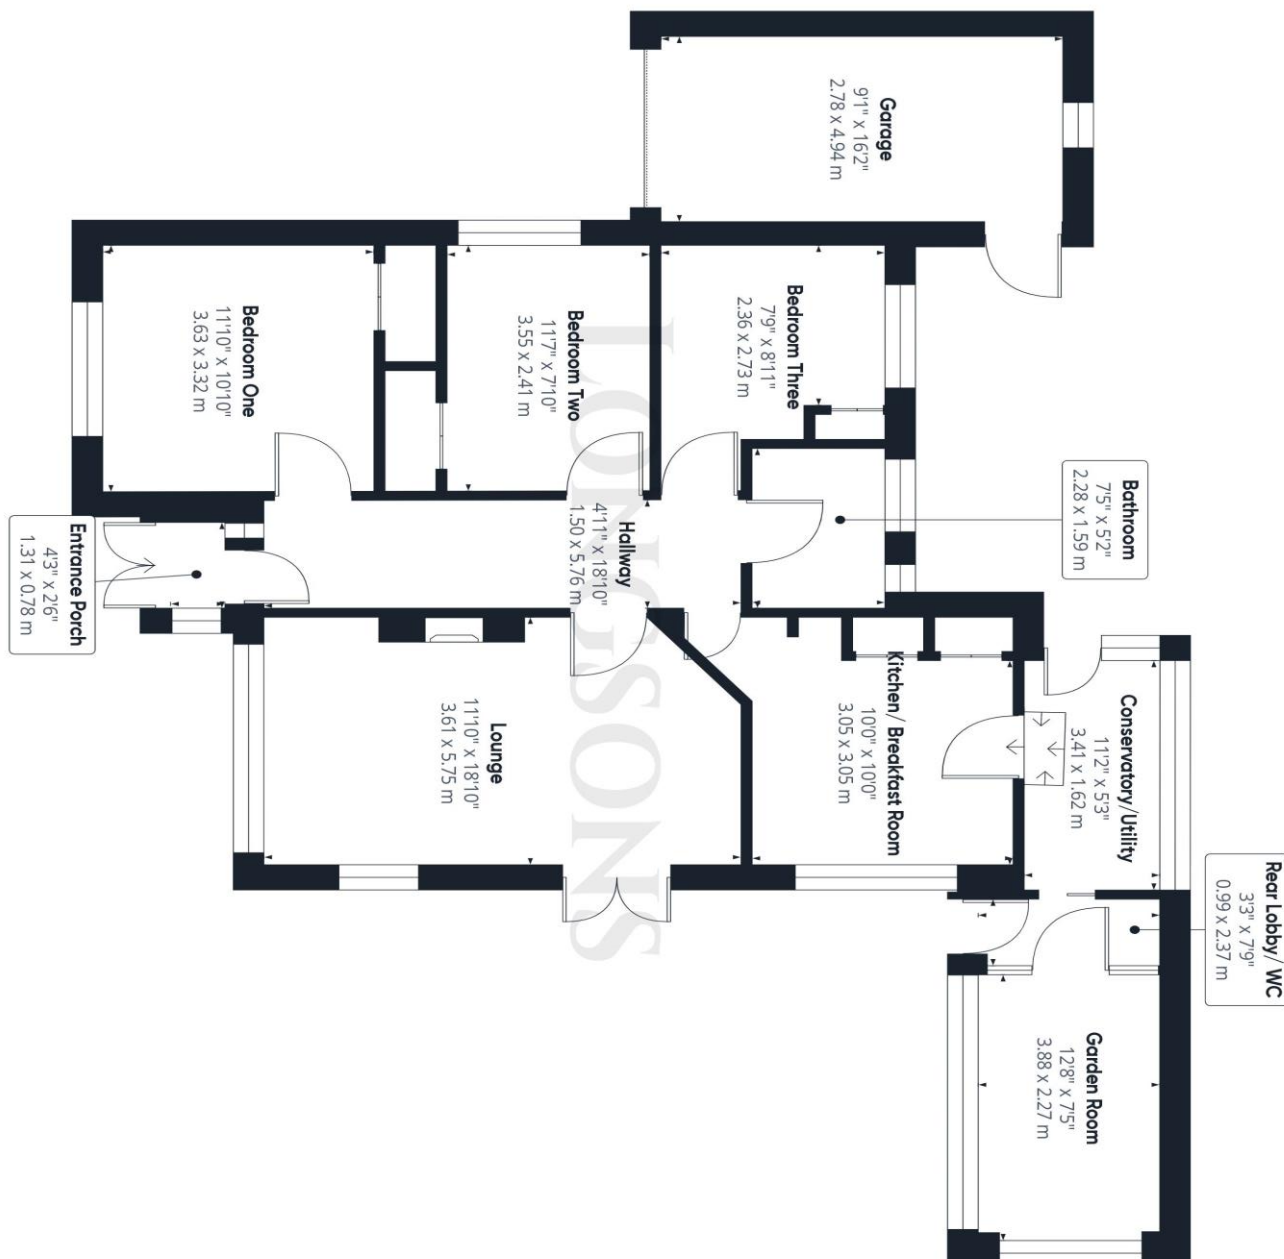 Garage
9'1" x 16'2"
2.78 x 4.94 m
Bedroom One
11'10" x 10'10"
3.63 x 3.32 m
Bedroom Two
11'7" x 7'10"
3.55 x 2.41 m
Bedroom Three
7'9" x 8'11"
2.36 x 2.73 m
Bathroom
7'5" x 5'2"
2.28 x 1.59 m
Hallway
4'11" x 18'10"
1.50 x 5.76 m
Entrance Porch
4'3" x 2'6"
1.31 x 0.78 m
Lounge
11'10" x 18'10"
3.61 x 5.75 m
Kitchen/ Breakfast Room
10'0" x 10'0"
3.05 x 3.05 m
Conservatory/Utility
11'2" x 5'3"
3.41 x 1.62 m
Rear Lobby/ WC
3'3" x 7'9"
0.99 x 2.37 m
Garden Room
12'8" x 7'5"
3.88 x 2.27 m
LONGSONS